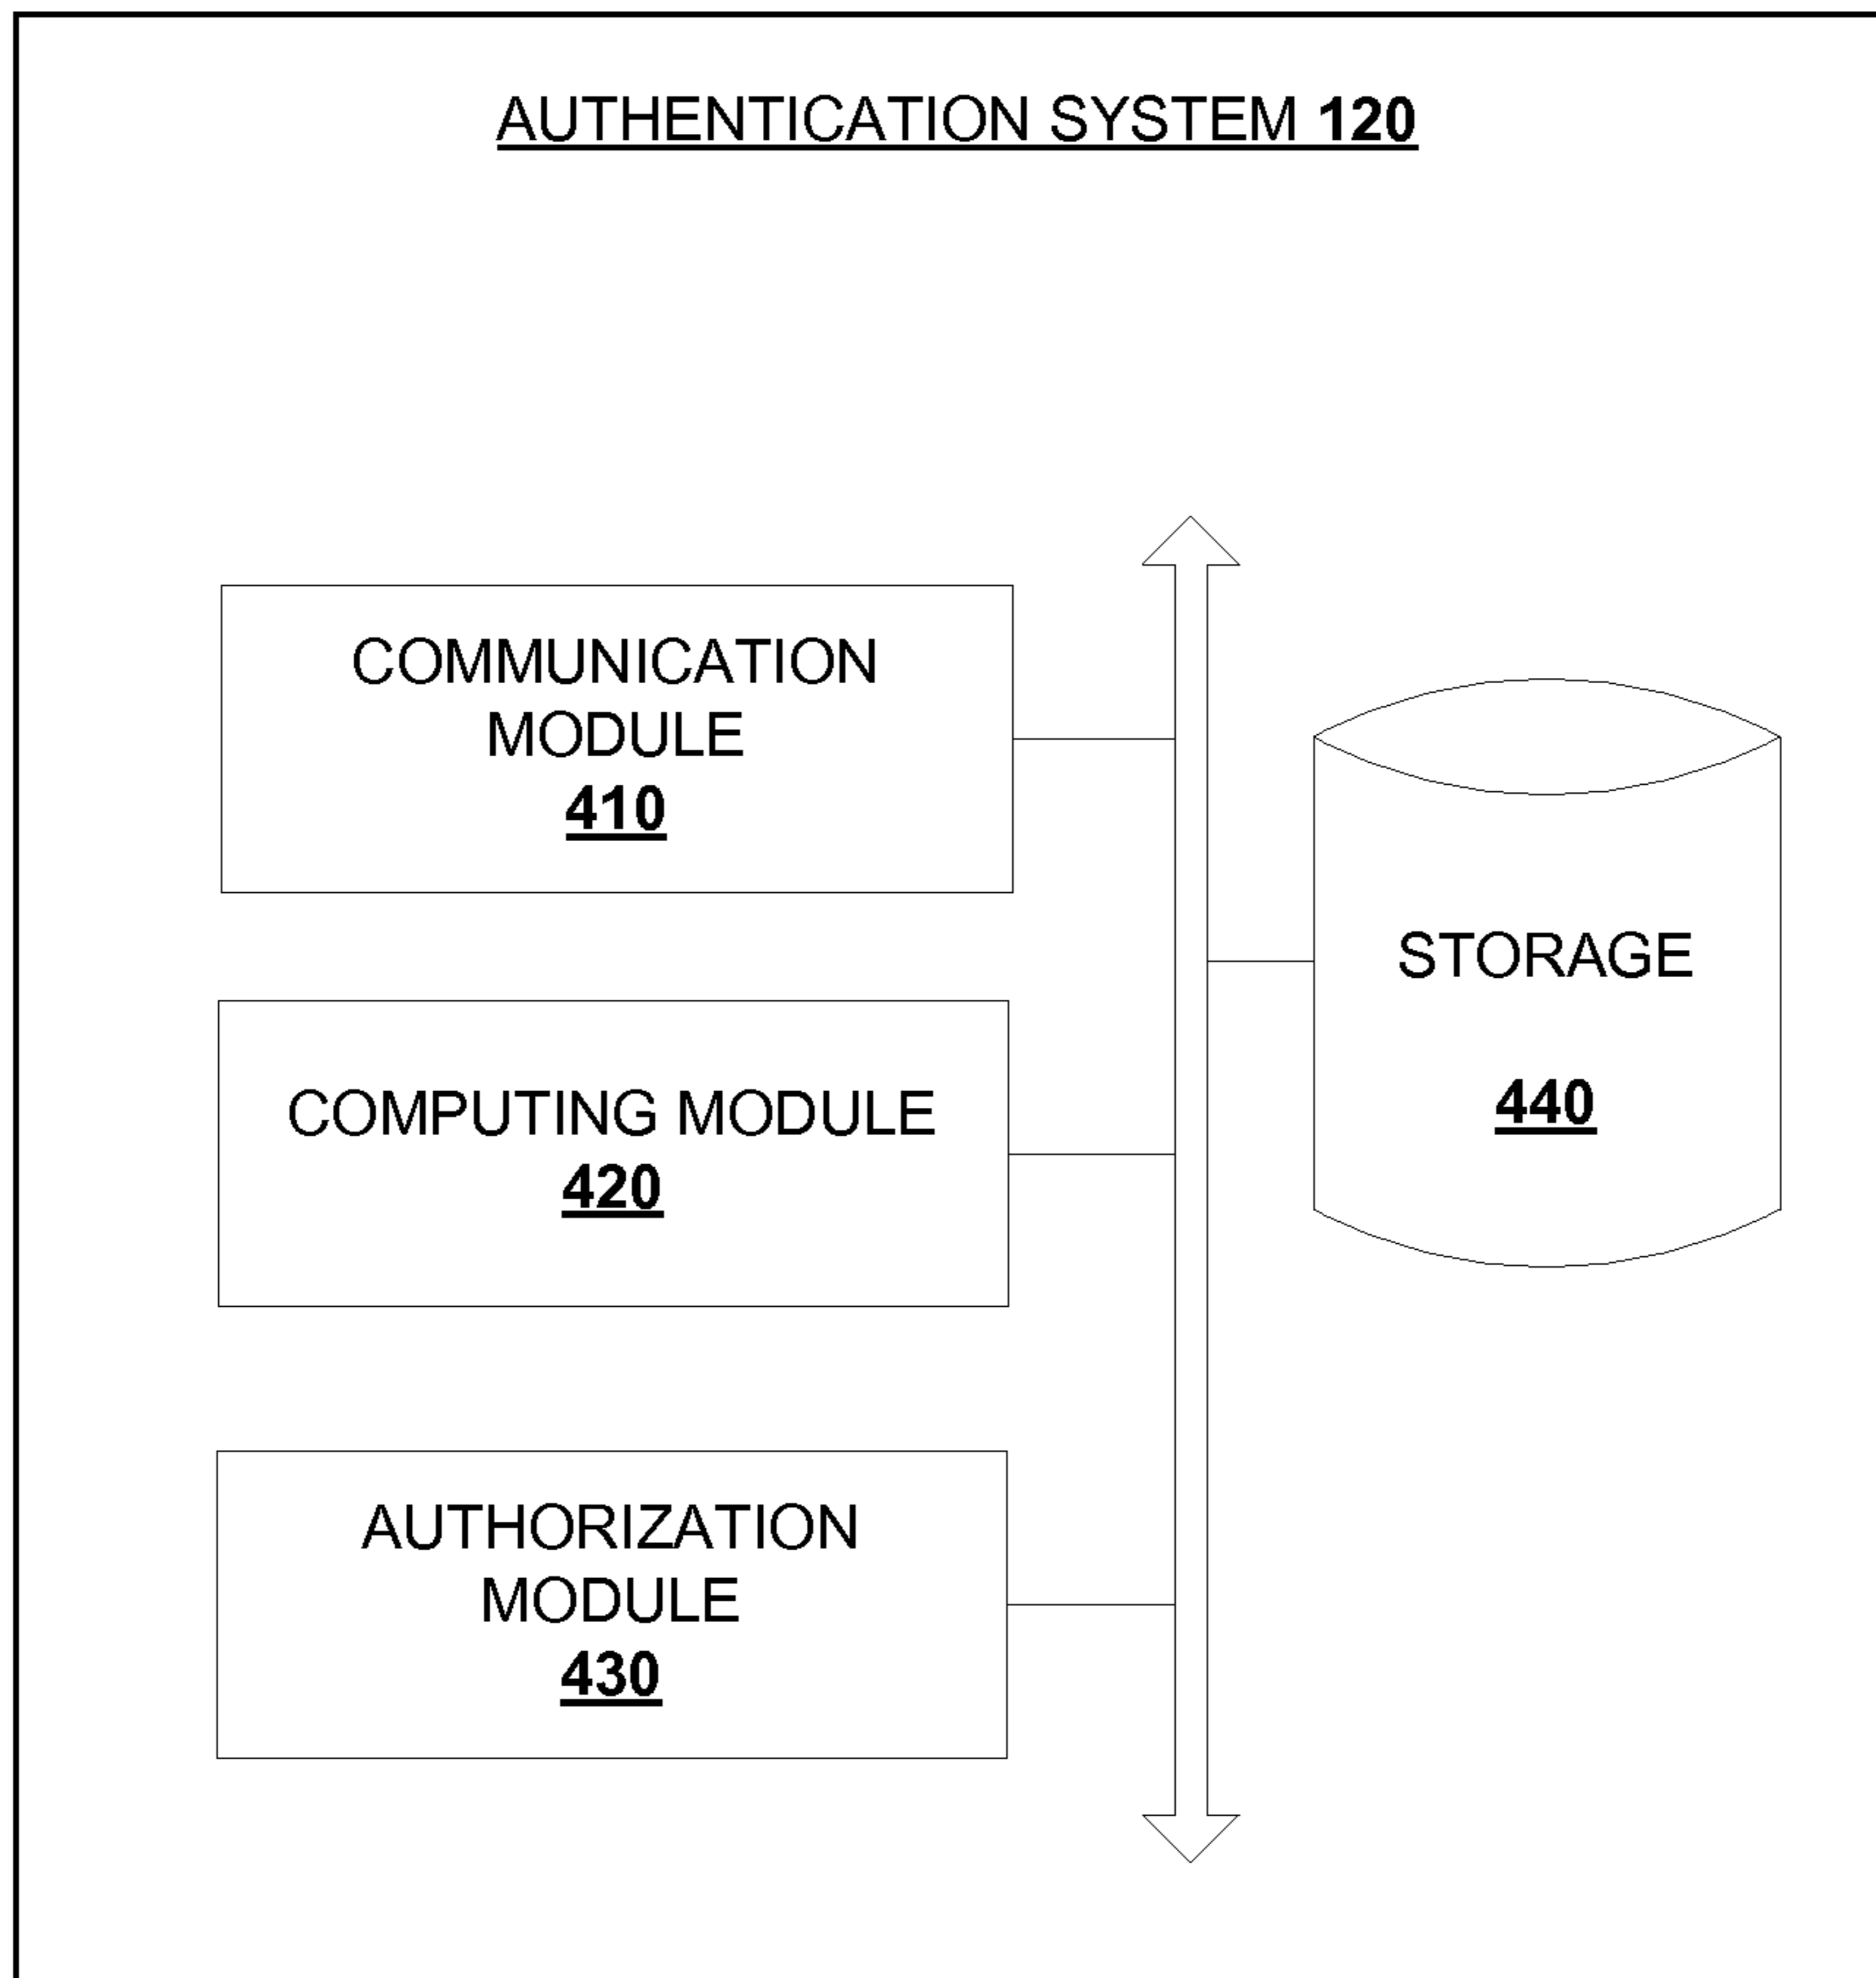 AUTHENTICATION SYSTEM 120
COMMUNICATION
MODULE
410
COMPUTING MODULE
420
AUTHORIZATION
MODULE
430
STORAGE
440